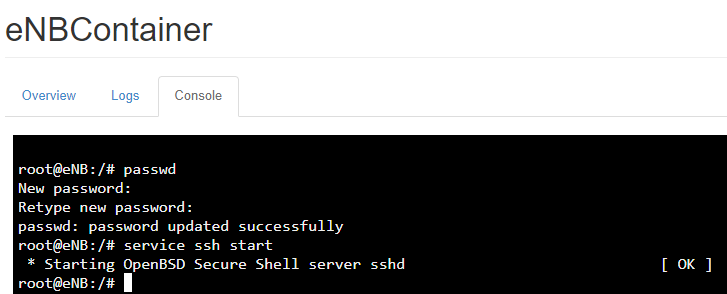 eNBContainer
Overview Logs Console
root@eNB:/# passwd
New password:
Retype new password:
passwd: password updated successfully
root@eNB:/# service ssh start
 * Starting OpenBSD Secure Shell server sshd [ OK ]
root@eNB:/#